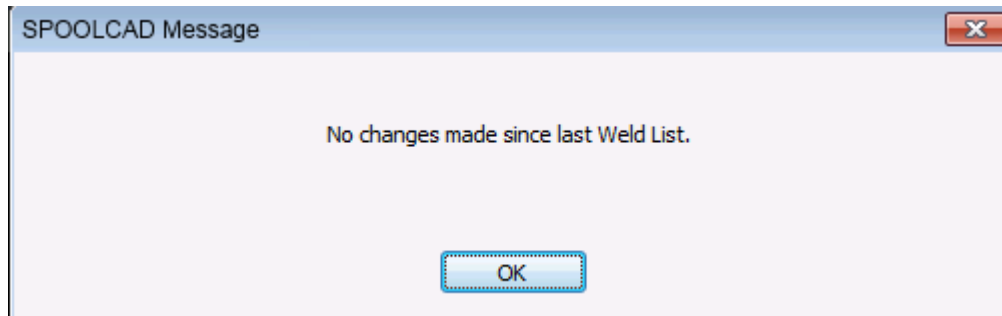 SPOOLCAD Message
No changes made since last Weld List.
OK